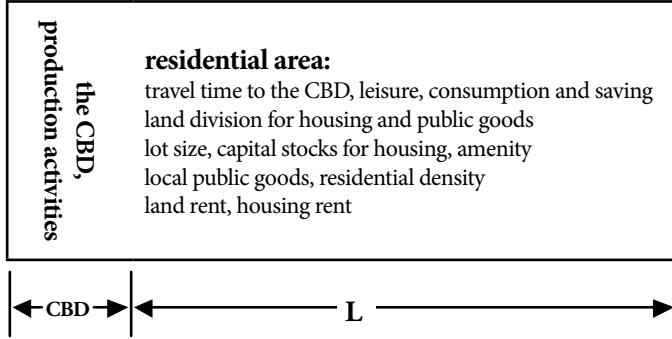 the CBD,
production activities
residential area:
travel time to the CBD, leisure, consumption and saving
land division for housing and public goods
lot size, capital stocks for housing, amenity
local public goods, residential density
land rent, housing rent
CBD
L